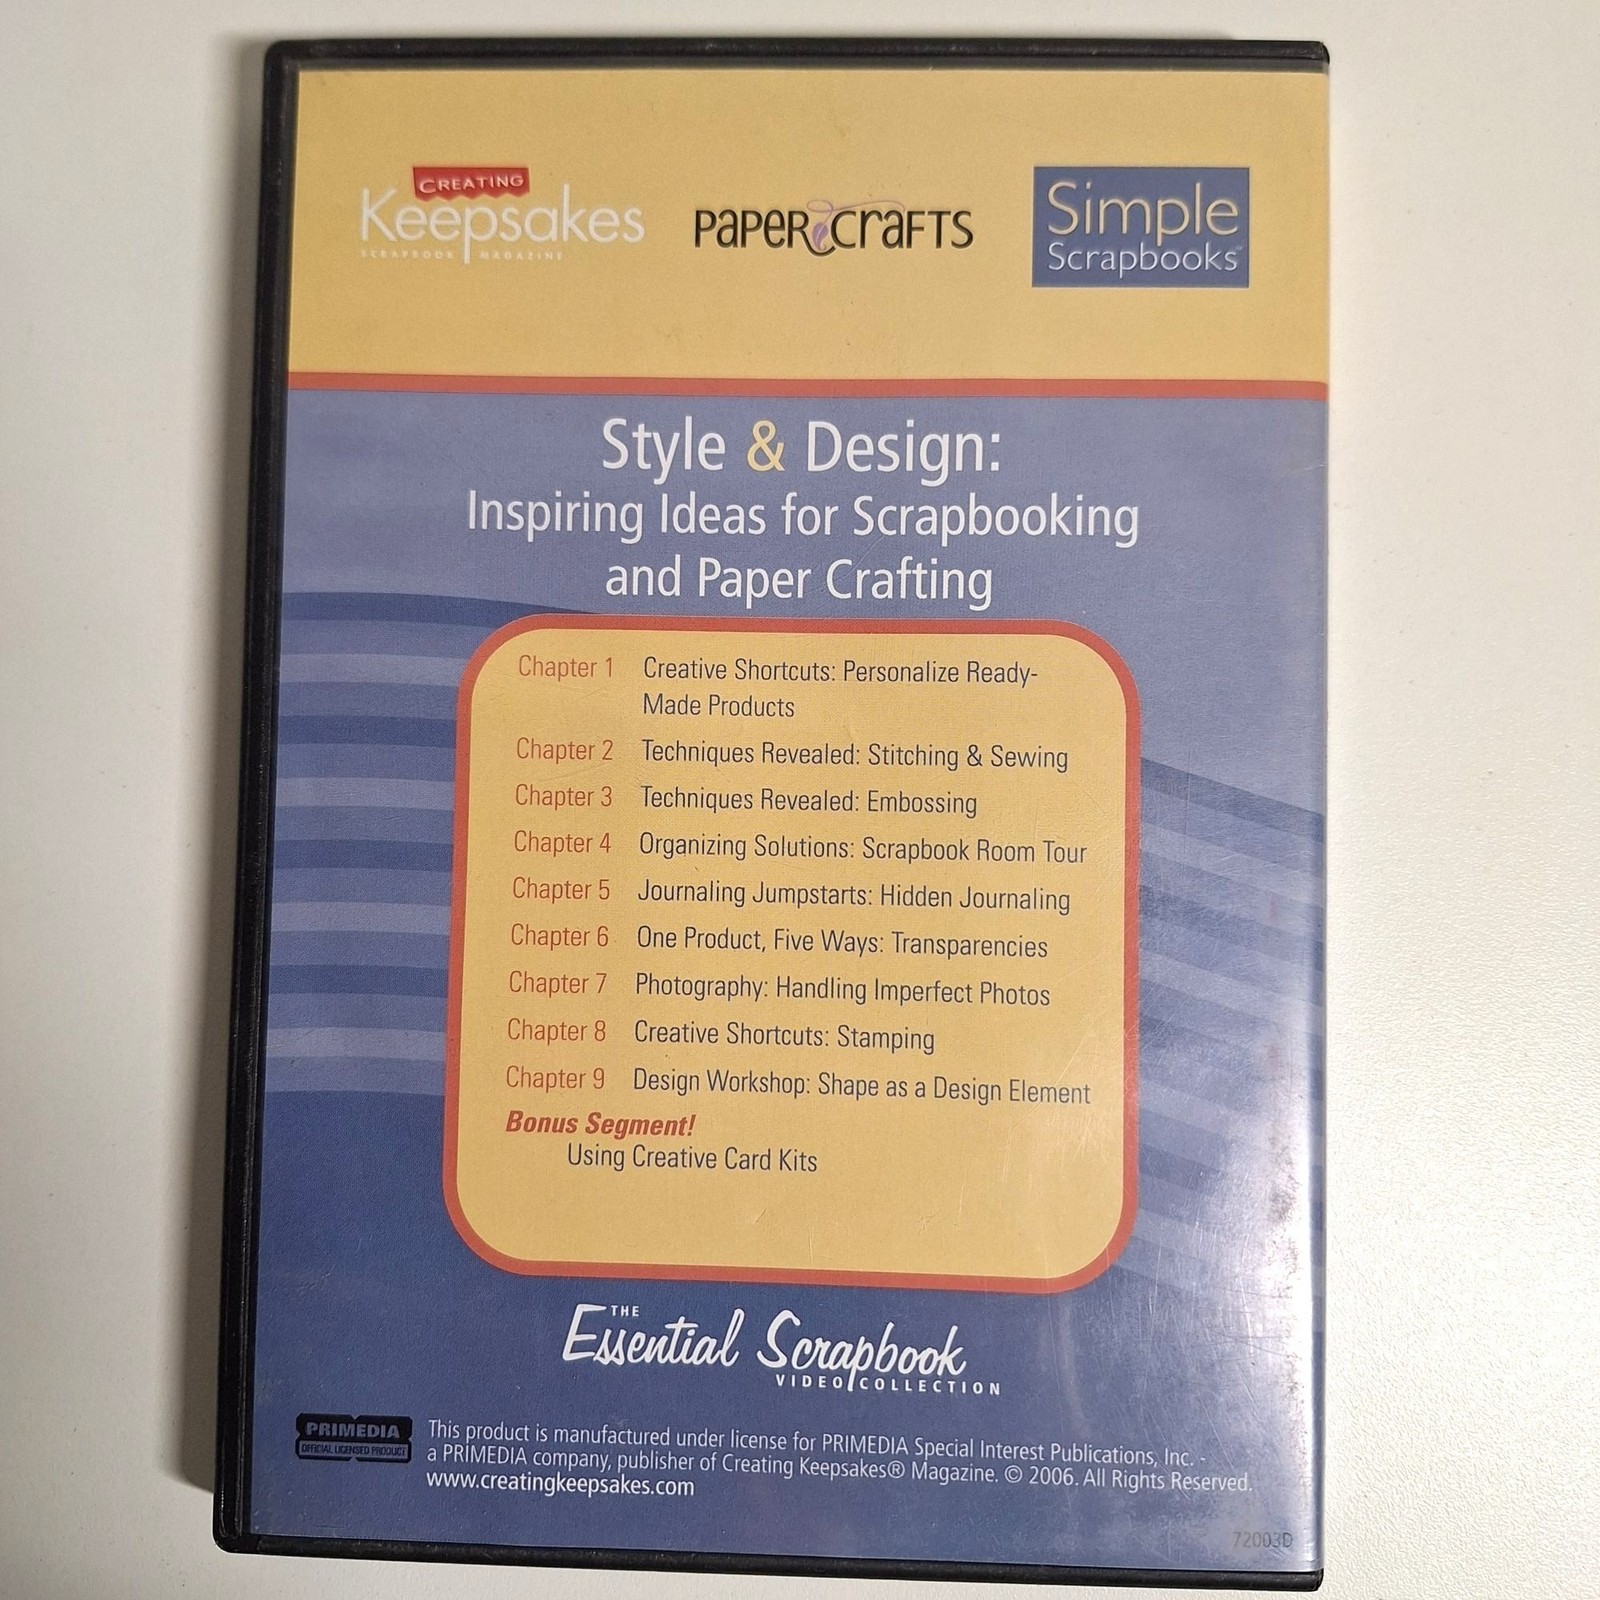 CREATING
Keepsakes
SCRAPBOOK MAGAZINE
PAPER CRAFTS
Simple
Scrapbooks™
Style & Design:
Inspiring Ideas for Scrapbooking
and Paper Crafting
Chapter 1 Creative Shortcuts: Personalize Ready-
Made Products
Chapter 2 Techniques Revealed: Stitching & Sewing
Chapter 3 Techniques Revealed: Embossing
Chapter 4 Organizing Solutions: Scrapbook Room Tour
Chapter 5 Journaling Jumpstarts: Hidden Journaling
Chapter 6 One Product, Five Ways: Transparencies
Chapter 7 Photography: Handling Imperfect Photos
Chapter 8 Creative Shortcuts: Stamping
Chapter 9 Design Workshop: Shape as a Design Element
Bonus Segment!
Using Creative Card Kits
THE
Essential Scrapbook
VIDEO COLLECTION
PRIMEDIA
OFFICIAL LICENSED PRODUCT
This product is manufactured under license for PRIMEDIA Special Interest Publications, Inc. -
a PRIMEDIA company, publisher of Creating Keepsakes® Magazine. © 2006. All Rights Reserved.
www.creatingkeepsakes.com
72003D